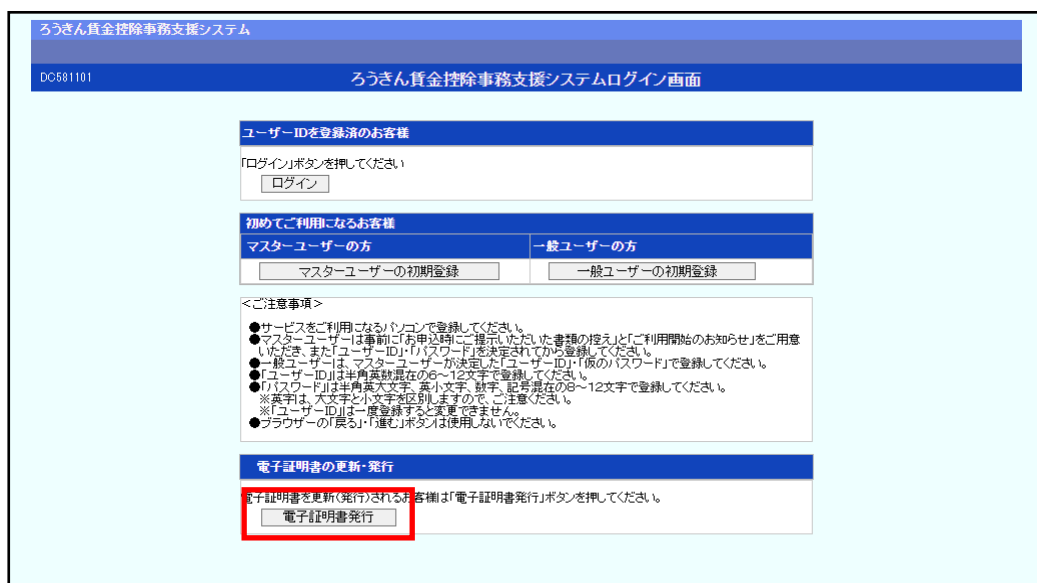 ろうきん賃金控除事務支援システム
DC581101
ろうきん賃金控除事務支援システムログイン画面
ユーザーIDを登録済のお客様
「ログイン」ボタンを押してください
ログイン
初めてご利用になるお客様
マスターユーザーの方
一般ユーザーの方
マスターユーザーの初期登録
一般ユーザーの初期登録
<ご注意事項>
●サービスをご利用になるパソコンで登録してください。
●マスターユーザーは事前に「お申込時にご提示いただいた書類の控え」と「ご利用開始のお知らせ」をご用意
いただき、また「ユーザーID」・「パスワード」を決定されてから登録してください。
●一般ユーザーは、マスターユーザーが決定した「ユーザーID」・「仮のパスワード」で登録してください。
●「ユーザーID」は半角英数混在の6～12文字で登録してください。
●「パスワード」は半角英大文字、英小文字、数字、記号混在の8～12文字で登録してください。
※英字は、大文字と小文字を区別しますので、ご注意ください。
※「ユーザーID」は一度登録すると変更できません。
●ブラウザーの「戻る」・「進む」ボタンは使用しないでください。
電子証明書の更新・発行
電子証明書を更新(発行)されるお客様は「電子証明書発行」ボタンを押してください。
電子証明書発行